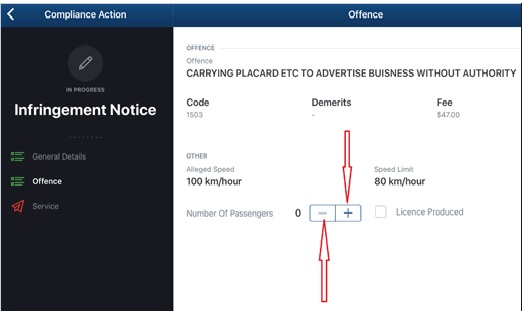 Compliance Action
Offence
IN PROGRESS
Infringement Notice
General Details
Offence
Service
OFFENCE
Offence
CARRYING PLACARD ETC TO ADVERTISE BUISNESS WITHOUT AUTHORITY
Code Demerits Fee
1503 - $47.00
OTHER
Alleged Speed Speed Limit
100 km/hour 80 km/hour
Number Of Passengers 0 − + Licence Produced